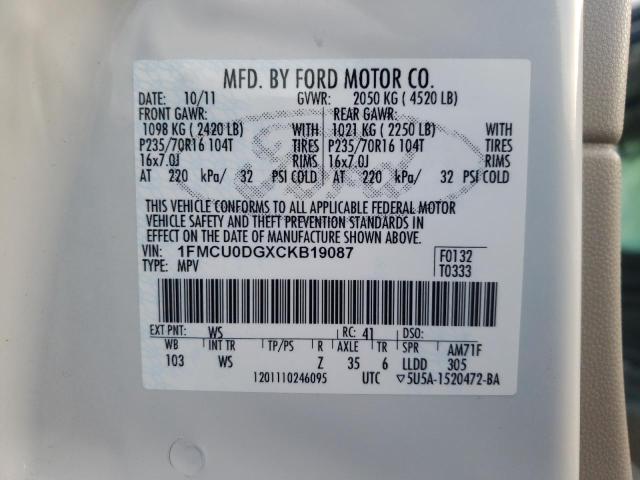 MFD. BY FORD MOTOR CO.
DATE: 10/11 GVWR: 2050 KG ( 4520 LB)
FRONT GAWR: REAR GAWR:
1098 KG ( 2420 LB) WITH 1021 KG ( 2250 LB) WITH
P235/70R16 104T TIRES P235/70R16 104T TIRES
16x7.0J RIMS 16x7.0J RIMS
AT 220 kPa/ 32 PSI COLD AT 220 kPa/ 32 PSI COLD
THIS VEHICLE CONFORMS TO ALL APPLICABLE FEDERAL MOTOR
VEHICLE SAFETY AND THEFT PREVENTION STANDARDS IN
EFFECT ON THE DATE OF MANUFACTURE SHOWN ABOVE.
VIN: 1FMCU0DGXCKB19087 F0132
TYPE: MPV T0333
EXT PNT: WS RC: 41 DSO:
WB INT TR TP/PS R AXLE TR SPR AM71F
103 WS Z 35 6 LLDD 305
1201110246095 UTC ▽5U5A-1520472-BA
Ford